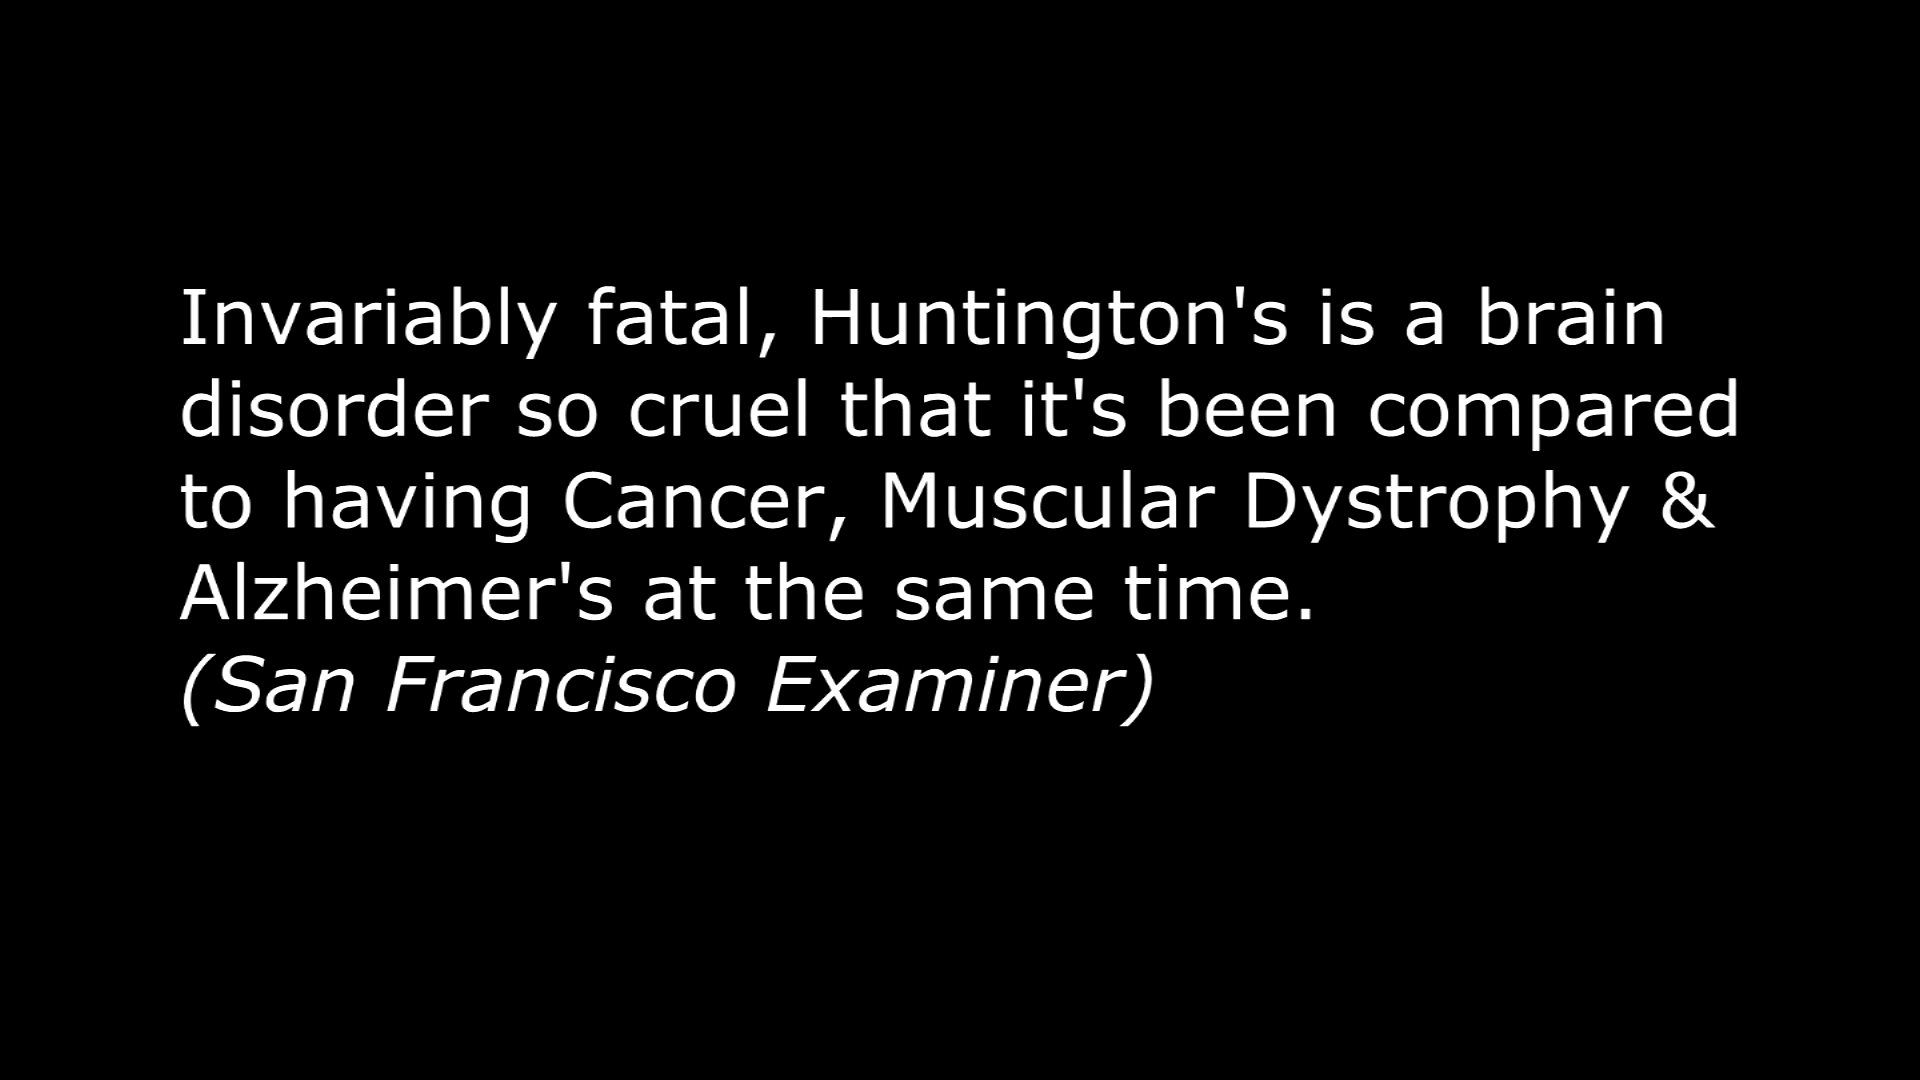 Invariably fatal, Huntington's is a brain
disorder so cruel that it's been compared
to having Cancer, Muscular Dystrophy &
Alzheimer's at the same time.
(San Francisco Examiner)